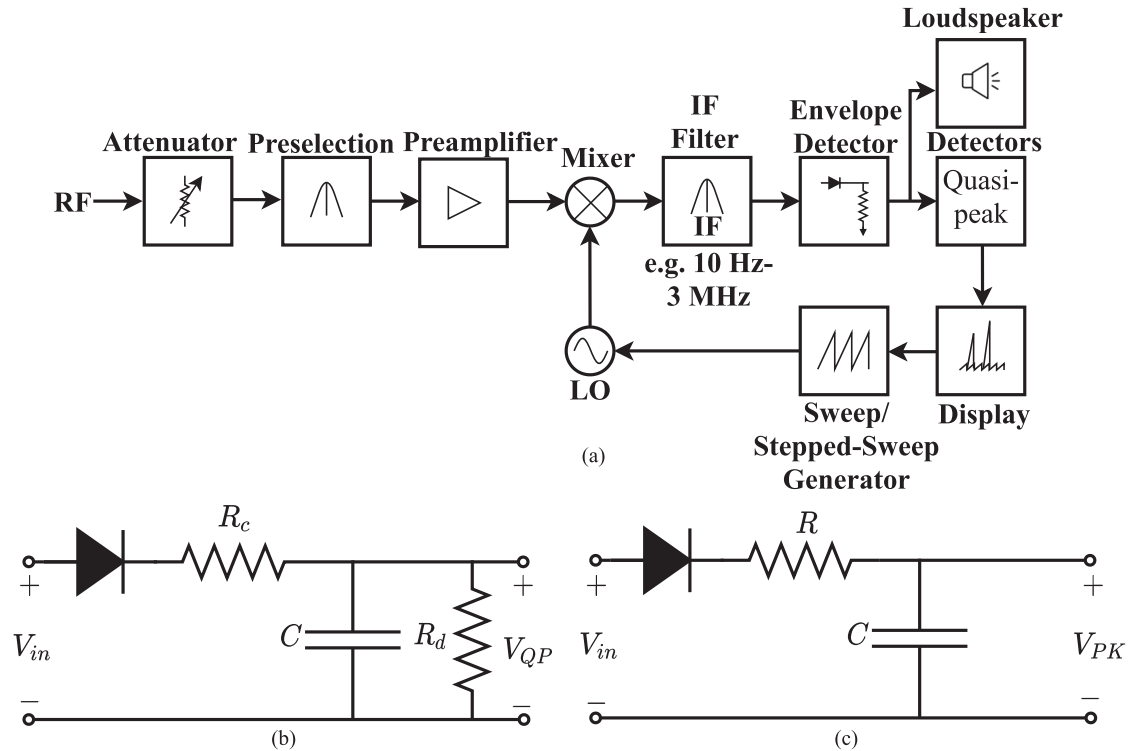 Loudspeaker
IF
Filter
Envelope
Detector
Attenuator
Preselection
Preamplifier
Mixer
Detectors
RF
IF
Quasi-
peak
e.g. 10 Hz-
3 MHz
LO
Sweep/
Stepped-Sweep
Generator
Display
(a)
R_c
+
+
V_in
C
R_d
V_QP
−
−
(b)
R
+
+
V_in
C
V_PK
−
−
(c)